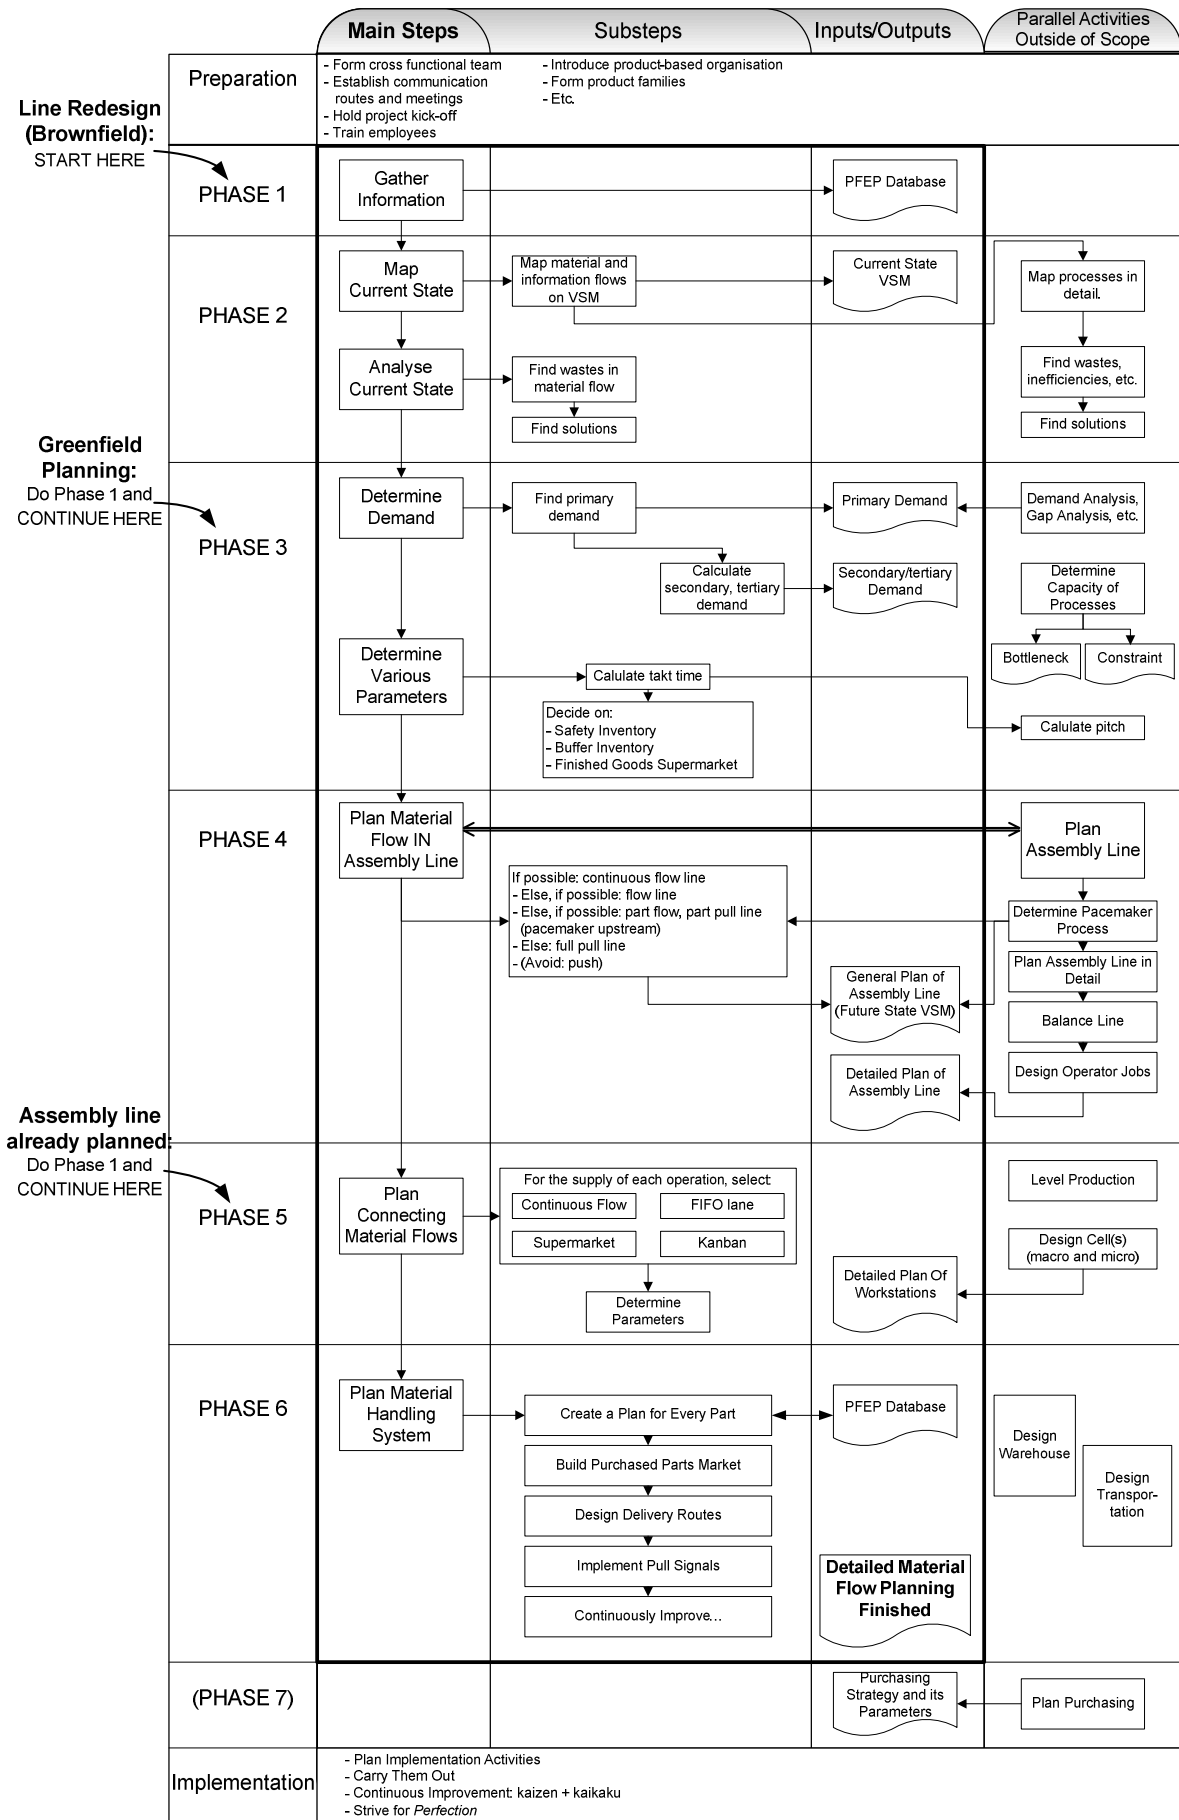 Main Steps
Substeps
Inputs/Outputs
Parallel Activities
Outside of Scope
Preparation
- Form cross functional team
- Establish communication
routes and meetings
- Hold project kick-off
- Train employees
- Introduce product-based organisation
- Form product families
- Etc.
Line Redesign
(Brownfield):
START HERE
PHASE 1
Gather
Information
PFEP Database
PHASE 2
Map
Current State
Map material and
information flows
on VSM
Current State
VSM
Map processes in
detail.
Analyse
Current State
Find wastes in
material flow
Find solutions
Find wastes,
inefficiencies, etc.
Find solutions
Greenfield
Planning:
Do Phase 1 and
CONTINUE HERE
PHASE 3
Determine
Demand
Find primary
demand
Primary Demand
Demand Analysis,
Gap Analysis, etc.
Calculate
secondary, tertiary
demand
Secondary/tertiary
Demand
Determine
Capacity of
Processes
Bottleneck
Constraint
Determine
Various
Parameters
Calulate takt time
Decide on:
- Safety Inventory
- Buffer Inventory
- Finished Goods Supermarket
Calulate pitch
PHASE 4
Plan Material
Flow IN
Assembly Line
Plan
Assembly Line
If possible: continuous flow line
- Else, if possible: flow line
- Else, if possible: part flow, part pull line
(pacemaker upstream)
- Else: full pull line
- (Avoid: push)
Determine Pacemaker
Process
Plan Assembly Line in
Detail
General Plan of
Assembly Line
(Future State VSM)
Balance Line
Detailed Plan of
Assembly Line
Design Operator Jobs
Assembly line
already planned:
Do Phase 1 and
CONTINUE HERE
PHASE 5
Plan
Connecting
Material Flows
For the supply of each operation, select:
Continuous Flow
FIFO lane
Supermarket
Kanban
Determine
Parameters
Level Production
Design Cell(s)
(macro and micro)
Detailed Plan Of
Workstations
PHASE 6
Plan Material
Handling
System
Create a Plan for Every Part
PFEP Database
Build Purchased Parts Market
Design Delivery Routes
Implement Pull Signals
Continuously Improve...
Design
Warehouse
Design
Transpor-
tation
Detailed Material
Flow Planning
Finished
(PHASE 7)
Purchasing
Strategy and its
Parameters
Plan Purchasing
Implementation
- Plan Implementation Activities
- Carry Them Out
- Continuous Improvement: kaizen + kaikaku
- Strive for Perfection